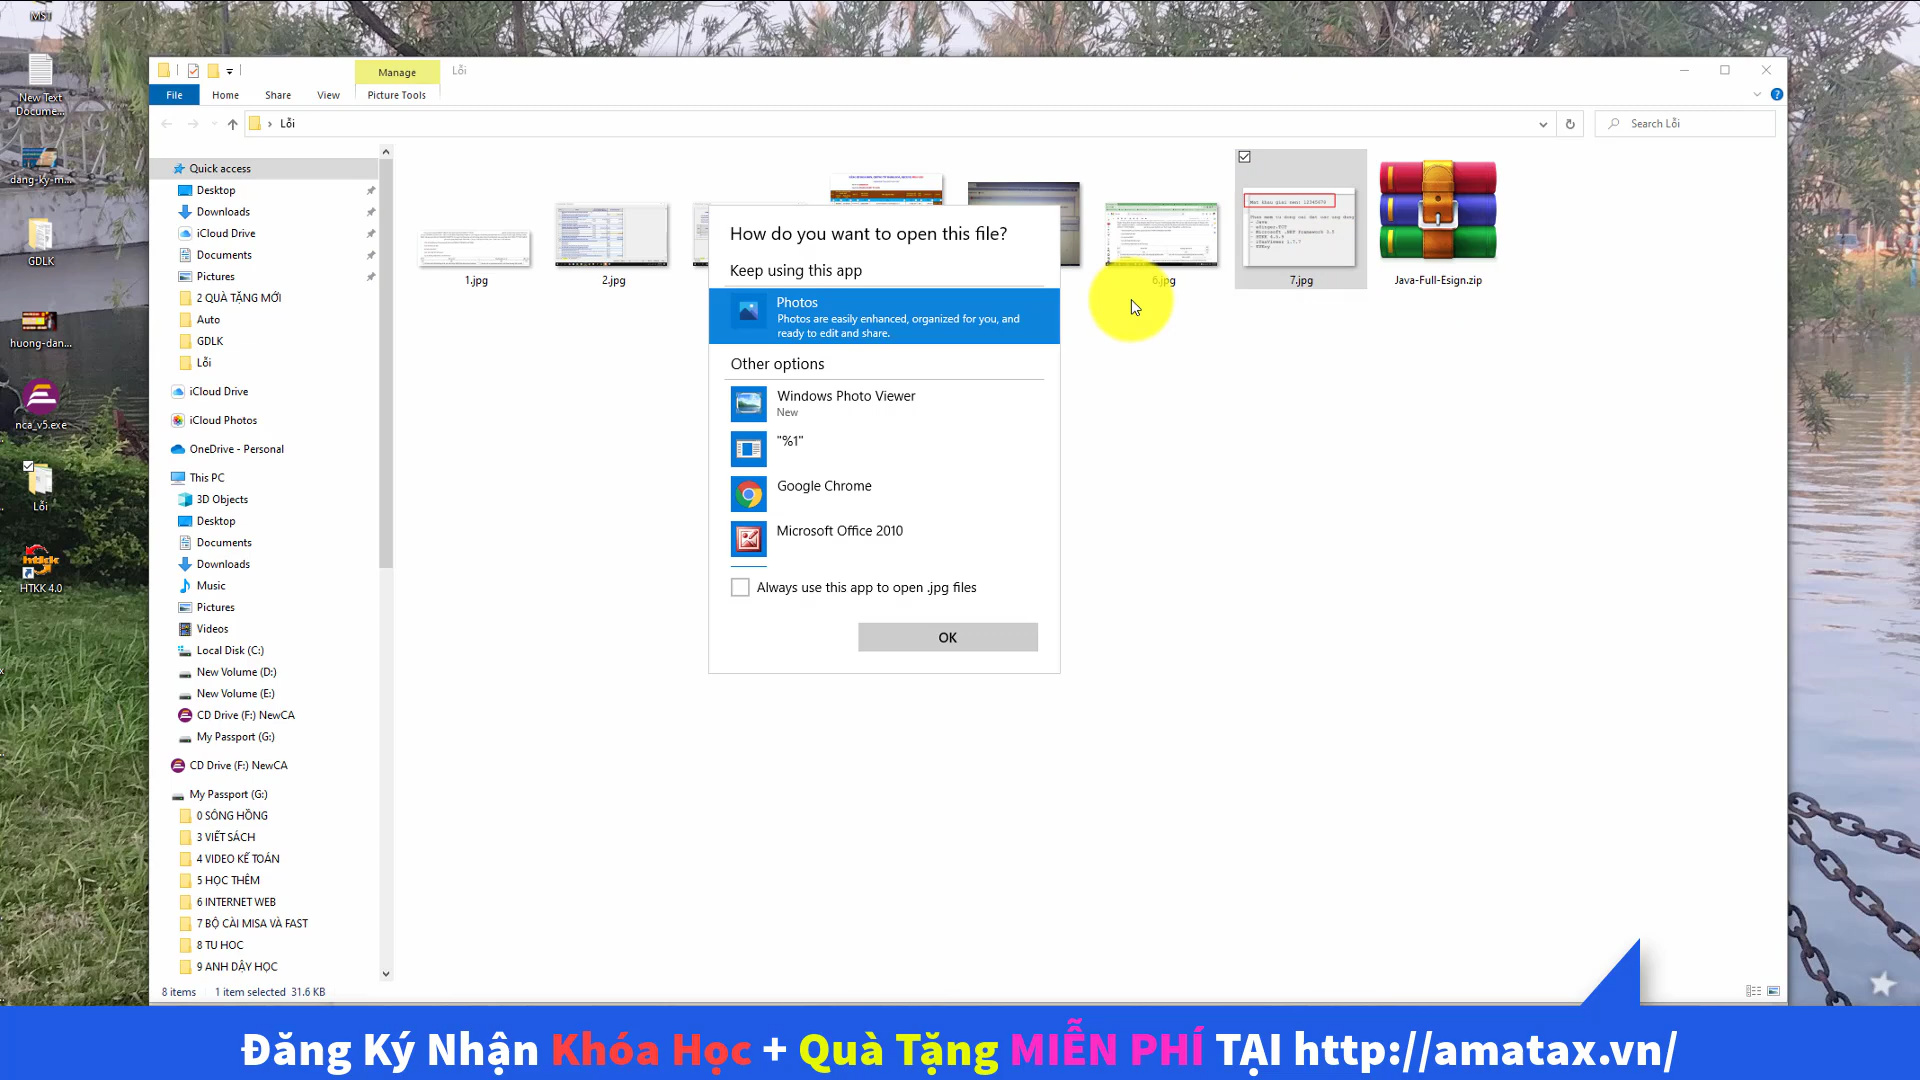 MST
New Text
Docume...
dang-ky-m...
GDLK
huong-dan...
nca_v5.exe
Lỗi
HTKK 4.0
Manage
Lỗi
File
Home
Share
View
Picture Tools
Lỗi
Search Lỗi
Quick access
Desktop
Downloads
iCloud Drive
Documents
Pictures
2 QUÀ TẶNG MỚI
Auto
GDLK
Lỗi
iCloud Drive
iCloud Photos
OneDrive - Personal
This PC
3D Objects
Desktop
Documents
Downloads
Music
Pictures
Videos
Local Disk (C:)
New Volume (D:)
New Volume (E:)
CD Drive (F:) NewCA
My Passport (G:)
CD Drive (F:) NewCA
My Passport (G:)
0 SÔNG HỒNG
3 VIẾT SÁCH
4 VIDEO KẾ TOÁN
5 HỌC THÊM
6 INTERNET WEB
7 BỘ CÀI MISA VÀ FAST
8 TU HOC
9 ANH DẬY HỌC
1.jpg
2.jpg
6.jpg
7.jpg
Java-Full-Esign.zip
How do you want to open this file?
Keep using this app
Photos
Photos are easily enhanced, organized for you, and
ready to edit and share.
Other options
Windows Photo Viewer
New
"%1"
Google Chrome
Microsoft Office 2010
Always use this app to open .jpg files
OK
8 items
1 item selected 31.6 KB
Đăng Ký Nhận Khóa Học + Quà Tặng MIỄN PHÍ TẠI http://amatax.vn/